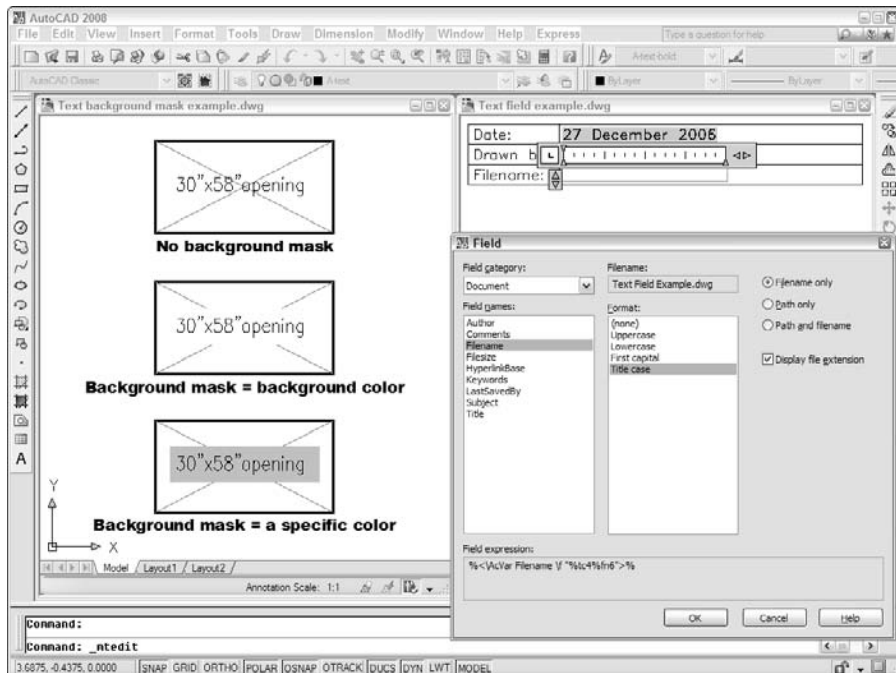 AutoCAD 2008
File Edit View Insert Format Tools Draw Dimension Modify Window Help Express Type a question for help
A-text-bold
AutoCAD Classic A-text ByLayer ByLayer
Text background mask example.dwg
30"x58"opening
No background mask
30"x58"opening
Background mask = background color
30"x58"opening
Background mask = a specific color
Y
X
Model Layout1 Layout2
Annotation Scale: 1:1
Text field example.dwg
Date: 27 December 2006
Drawn b
Filename:
Field
Field category:
Document
Field names:
Author
Comments
Filename
Filesize
HyperlinkBase
Keywords
LastSavedBy
Subject
Title
Filename:
Text Field Example.dwg
Format:
(none)
Uppercase
Lowercase
First capital
Title case
Filename only
Path only
Path and filename
Display file extension
Field expression:
%<\AcVar Filename \f "%tc4%fn6">%
OK Cancel Help
Command:
Command: _mtedit
3.6875, -0.4375, 0.0000 SNAP GRID ORTHO POLAR OSNAP OTRACK DUCS DYN LWT MODEL